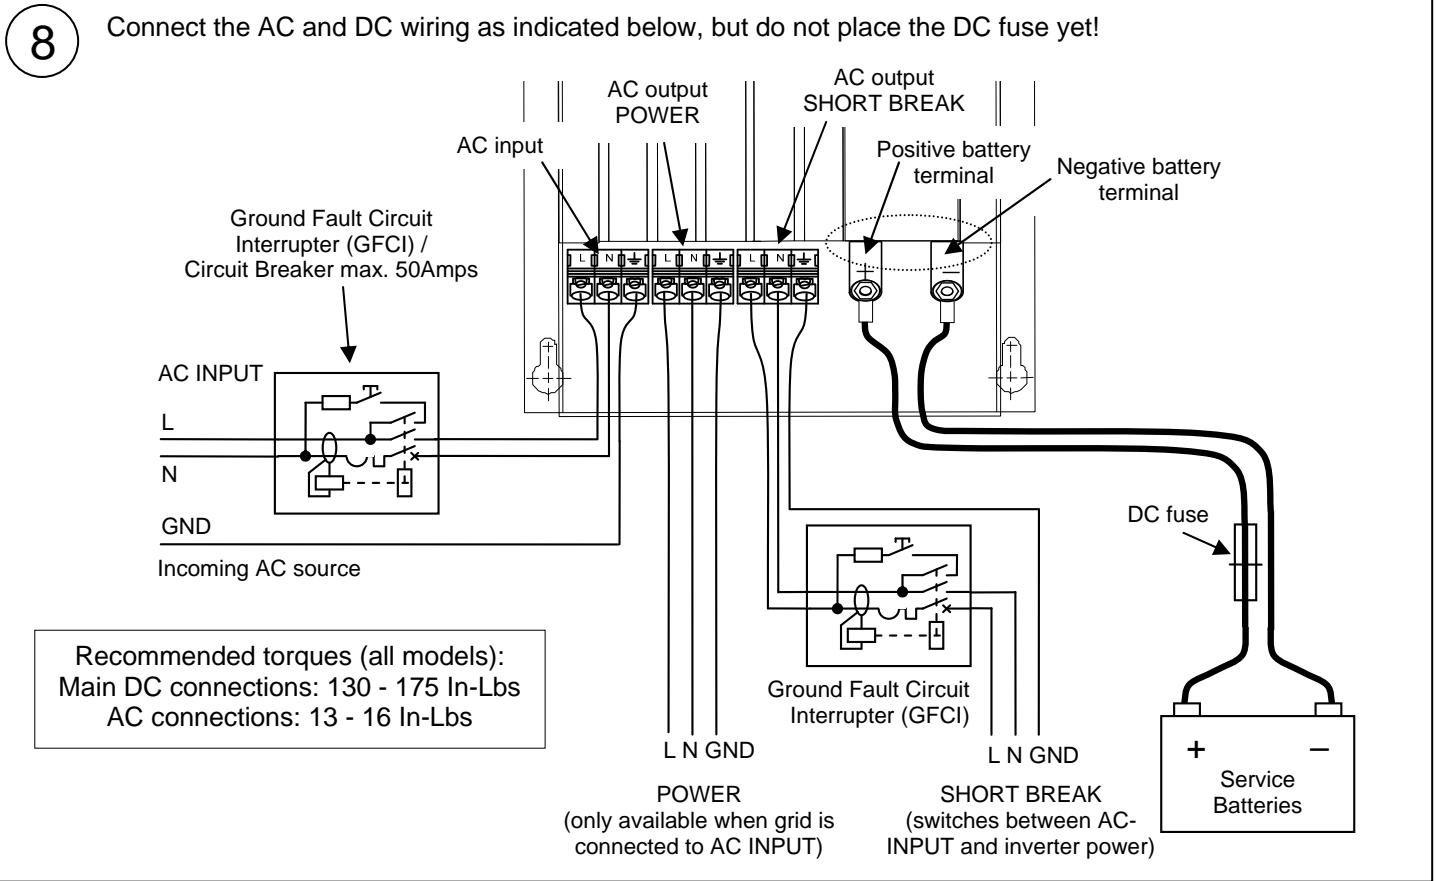 8
Connect the AC and DC wiring as indicated below, but do not place the DC fuse yet!
AC output
POWER
AC output
SHORT BREAK
AC input
Positive battery
terminal
Negative battery
terminal
Ground Fault Circuit
Interrupter (GFCI) /
Circuit Breaker max. 50Amps
L N L N L N
+ –
AC INPUT
L
N
GND
Incoming AC source
DC fuse
Recommended torques (all models):
Main DC connections: 130 - 175 In-Lbs
AC connections: 13 - 16 In-Lbs
Ground Fault Circuit
Interrupter (GFCI)
L N GND
POWER
(only available when grid is
connected to AC INPUT)
L N GND
SHORT BREAK
(switches between AC-
INPUT and inverter power)
+ –
Service
Batteries